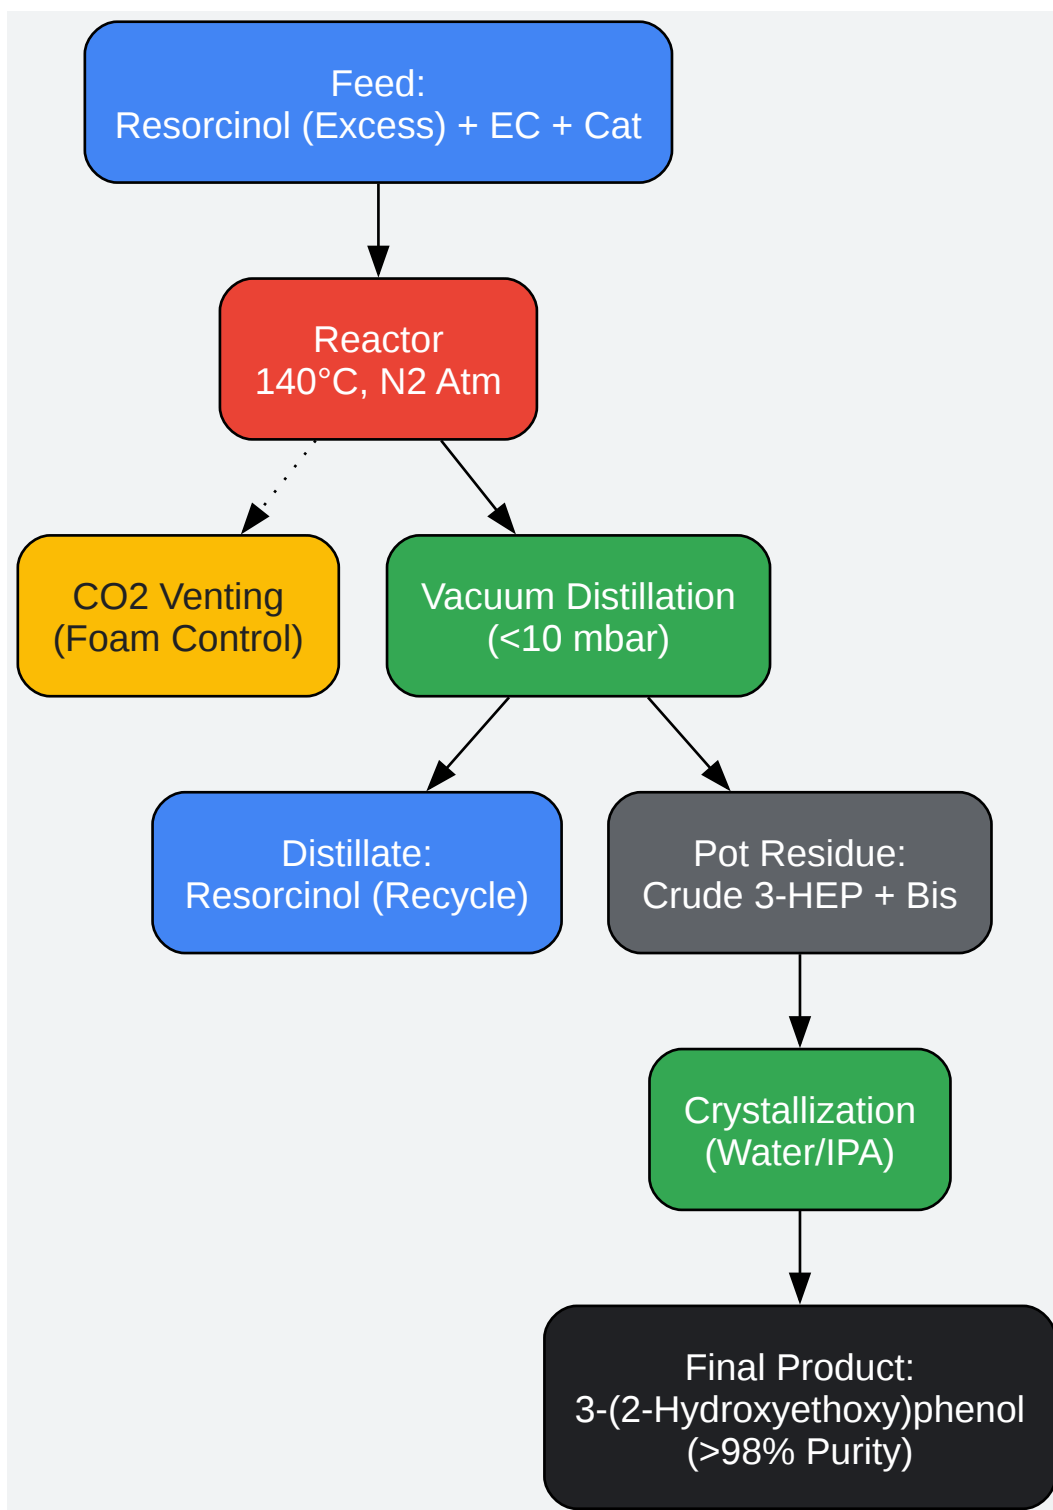 Feed:
Resorcinol (Excess) + EC + Cat
Reactor
140°C, N2 Atm
CO2 Venting
(Foam Control)
Vacuum Distillation
(<10 mbar)
Distillate:
Resorcinol (Recycle)
Pot Residue:
Crude 3-HEP + Bis
Crystallization
(Water/IPA)
Final Product:
3-(2-Hydroxyethoxy)phenol
(>98% Purity)